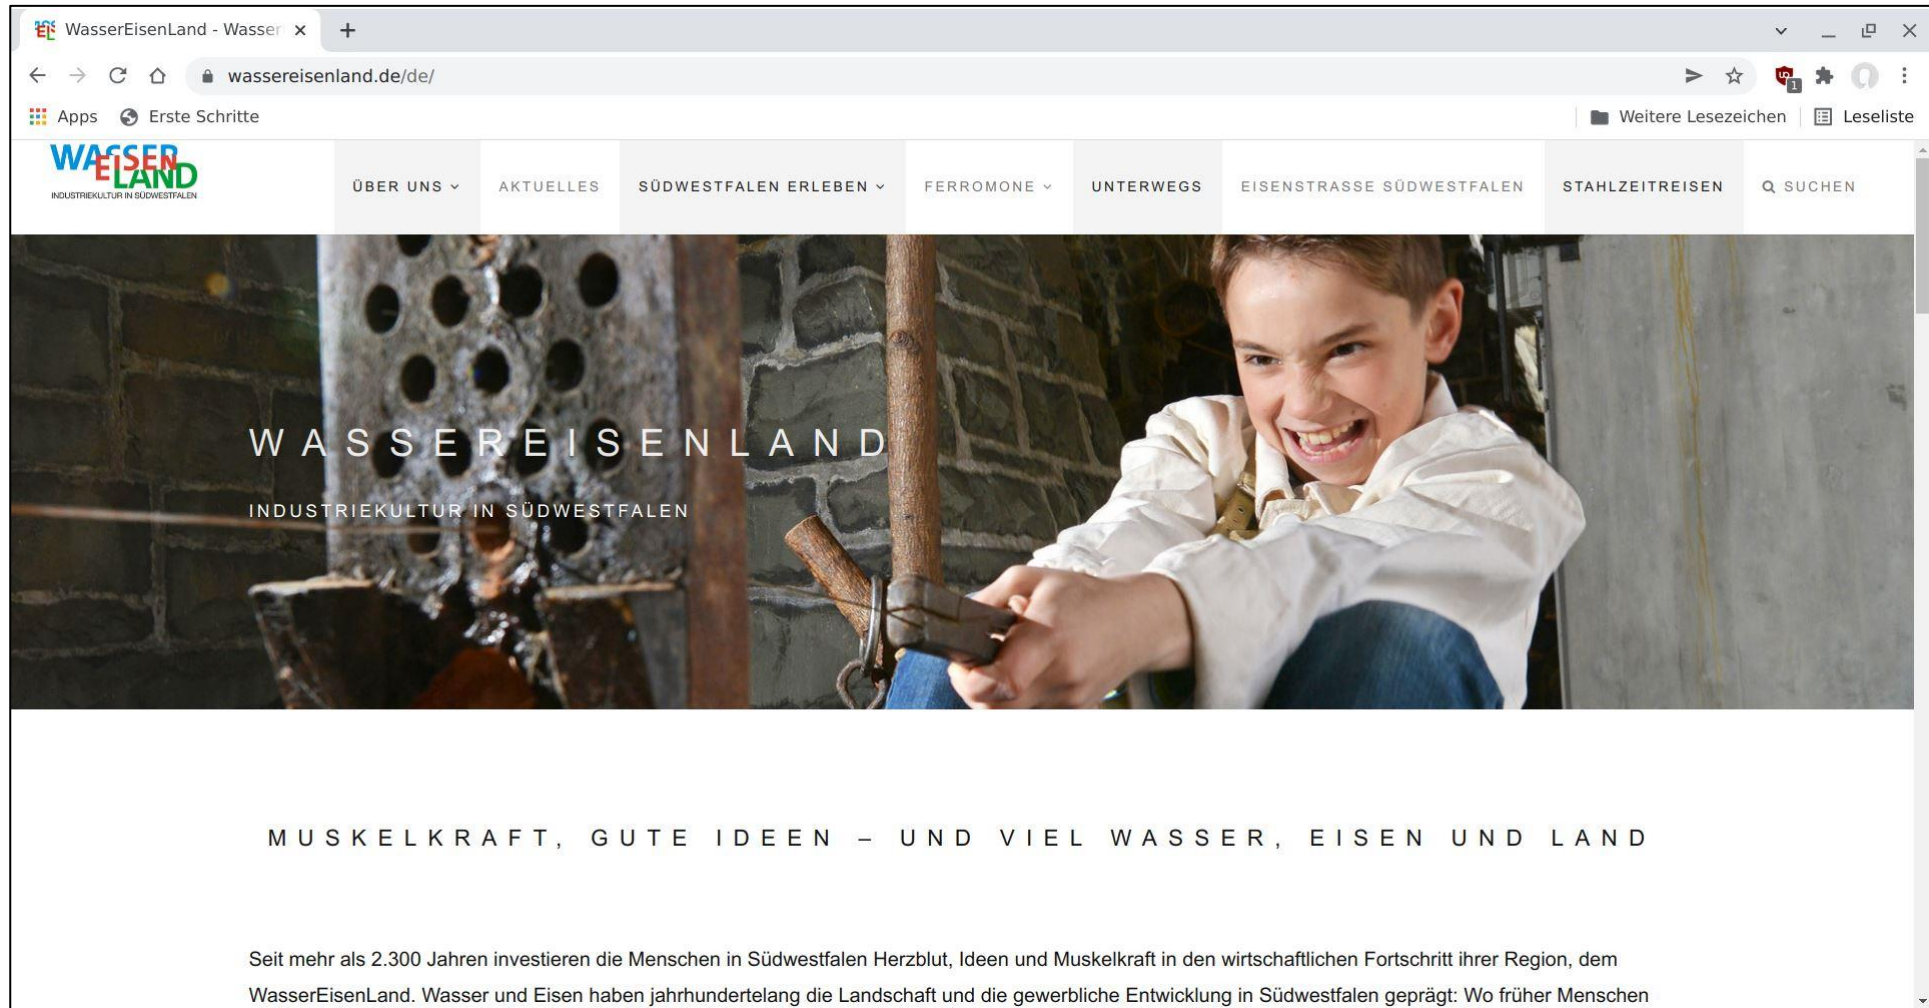 WasserEisenLand - Wasser
wassereisenland.de/de/
1
Apps Erste Schritte Weitere Lesezeichen Leseliste
WASSER
EISEN
LAND
INDUSTRIEKULTUR IN SÜDWESTFALEN
ÜBER UNS AKTUELLES SÜDWESTFALEN ERLEBEN FERROMONE UNTERWEGS EISENSTRASSE SÜDWESTFALEN STAHLZEITREISEN SUCHEN
WASSEREISENLAND
INDUSTRIEKULTUR IN SÜDWESTFALEN
MUSKELKRAFT, GUTE IDEEN – UND VIEL WASSER, EISEN UND LAND
Seit mehr als 2.300 Jahren investieren die Menschen in Südwestfalen Herzblut, Ideen und Muskelkraft in den wirtschaftlichen Fortschritt ihrer Region, dem
WasserEisenLand. Wasser und Eisen haben jahrhundertelang die Landschaft und die gewerbliche Entwicklung in Südwestfalen geprägt: Wo früher Menschen